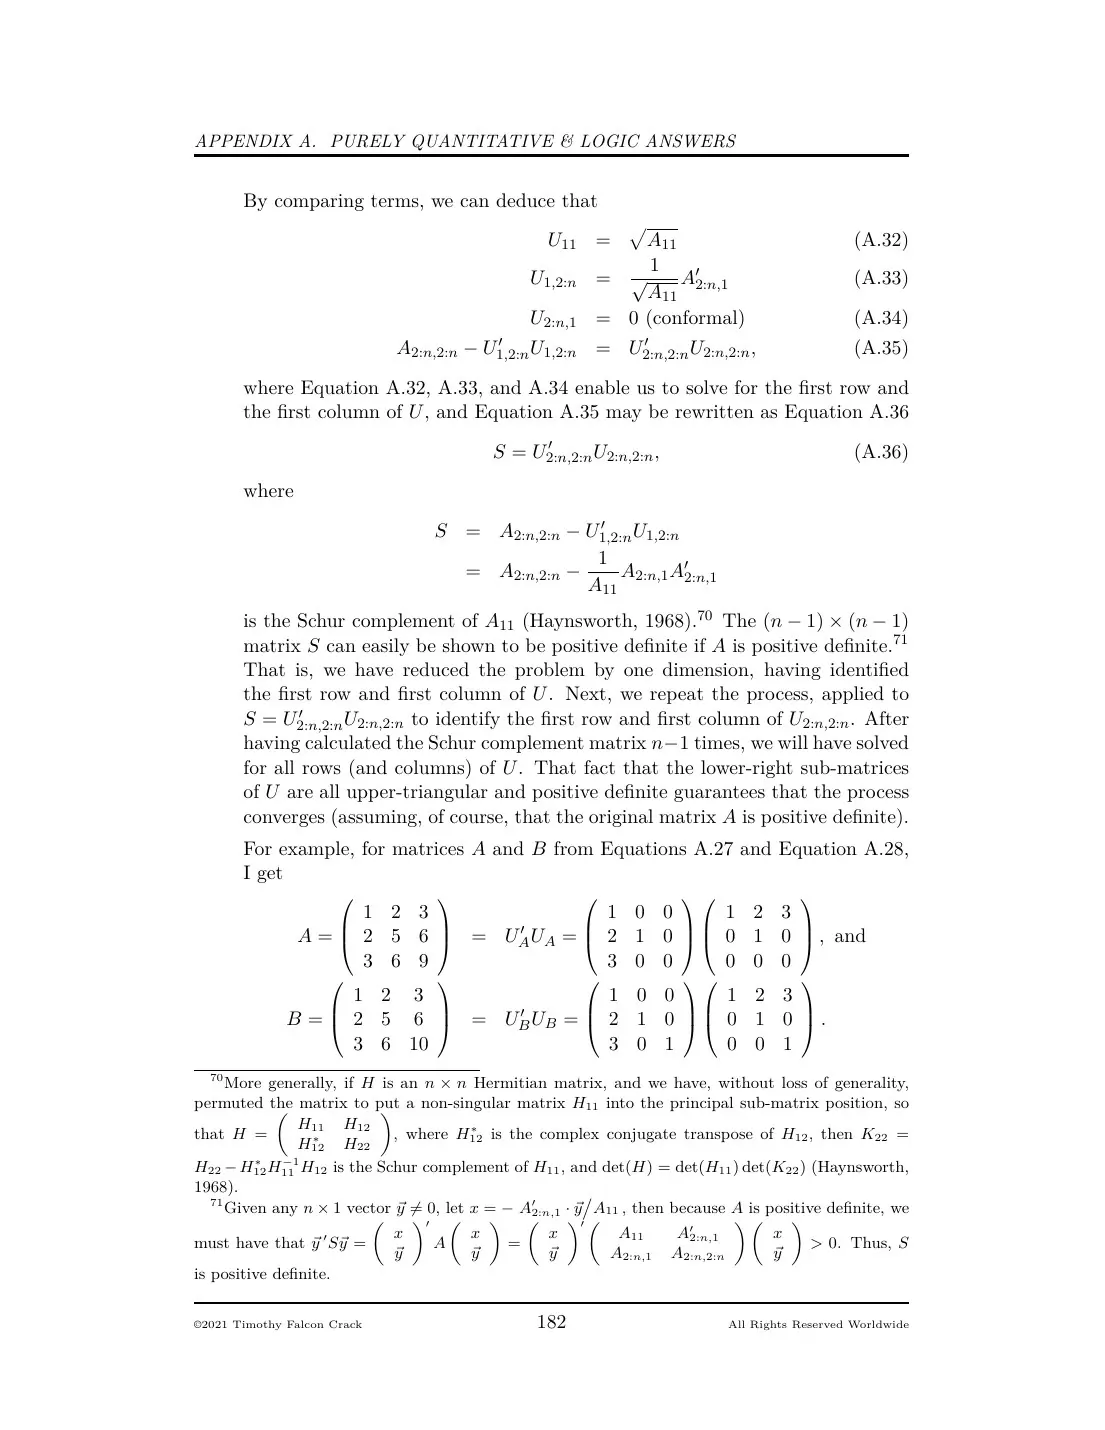 APPENDIX A. PURELY QUANTITATIVE & LOGIC ANSWERS
By comparing terms, we can deduce that
U₁₁ = √A₁₁ (A.32)
U₁,₂:ₙ = 1/√A₁₁ A′₂:ₙ,₁ (A.33)
U₂:ₙ,₁ = 0 (conformal) (A.34)
A₂:ₙ,₂:ₙ − U′₁,₂:ₙU₁,₂:ₙ = U′₂:ₙ,₂:ₙU₂:ₙ,₂:ₙ, (A.35)
where Equation A.32, A.33, and A.34 enable us to solve for the first row and
the first column of U, and Equation A.35 may be rewritten as Equation A.36
S = U′₂:ₙ,₂:ₙU₂:ₙ,₂:ₙ, (A.36)
where
S = A₂:ₙ,₂:ₙ − U′₁,₂:ₙU₁,₂:ₙ
= A₂:ₙ,₂:ₙ − 1/A₁₁ A₂:ₙ,₁A′₂:ₙ,₁
is the Schur complement of A₁₁ (Haynsworth, 1968).⁷⁰ The (n − 1) × (n − 1)
matrix S can easily be shown to be positive definite if A is positive definite.⁷¹
That is, we have reduced the problem by one dimension, having identified
the first row and first column of U. Next, we repeat the process, applied to
S = U′₂:ₙ,₂:ₙU₂:ₙ,₂:ₙ to identify the first row and first column of U₂:ₙ,₂:ₙ. After
having calculated the Schur complement matrix n−1 times, we will have solved
for all rows (and columns) of U. That fact that the lower-right sub-matrices
of U are all upper-triangular and positive definite guarantees that the process
converges (assuming, of course, that the original matrix A is positive definite).
For example, for matrices A and B from Equations A.27 and Equation A.28,
I get
1 2 3 1 0 0 1 2 3
A = ( 2 5 6 ) = U′_A U_A = ( 2 1 0 ) ( 0 1 0 ) , and
3 6 9 3 0 0 0 0 0
1 2 3 1 0 0 1 2 3
B = ( 2 5 6 ) = U′_B U_B = ( 2 1 0 ) ( 0 1 0 ) .
3 6 10 3 0 1 0 0 1
⁷⁰More generally, if H is an n × n Hermitian matrix, and we have, without loss of generality,
permuted the matrix to put a non-singular matrix H₁₁ into the principal sub-matrix position, so
that H = ( H₁₁ H₁₂ ; H*₁₂ H₂₂ ), where H*₁₂ is the complex conjugate transpose of H₁₂, then K₂₂ =
H₂₂ − H*₁₂H₁₁⁻¹H₁₂ is the Schur complement of H₁₁, and det(H) = det(H₁₁) det(K₂₂) (Haynsworth,
1968).
⁷¹Given any n × 1 vector y⃗ ≠ 0, let x = − A′₂:ₙ,₁ · y⃗/A₁₁ , then because A is positive definite, we
must have that y⃗ ′Sy⃗ = ( x ; y⃗ )′ A ( x ; y⃗ ) = ( x ; y⃗ )′ ( A₁₁ A′₂:ₙ,₁ ; A₂:ₙ,₁ A₂:ₙ,₂:ₙ ) ( x ; y⃗ ) > 0. Thus, S
is positive definite.
©2021 Timothy Falcon Crack 182 All Rights Reserved Worldwide